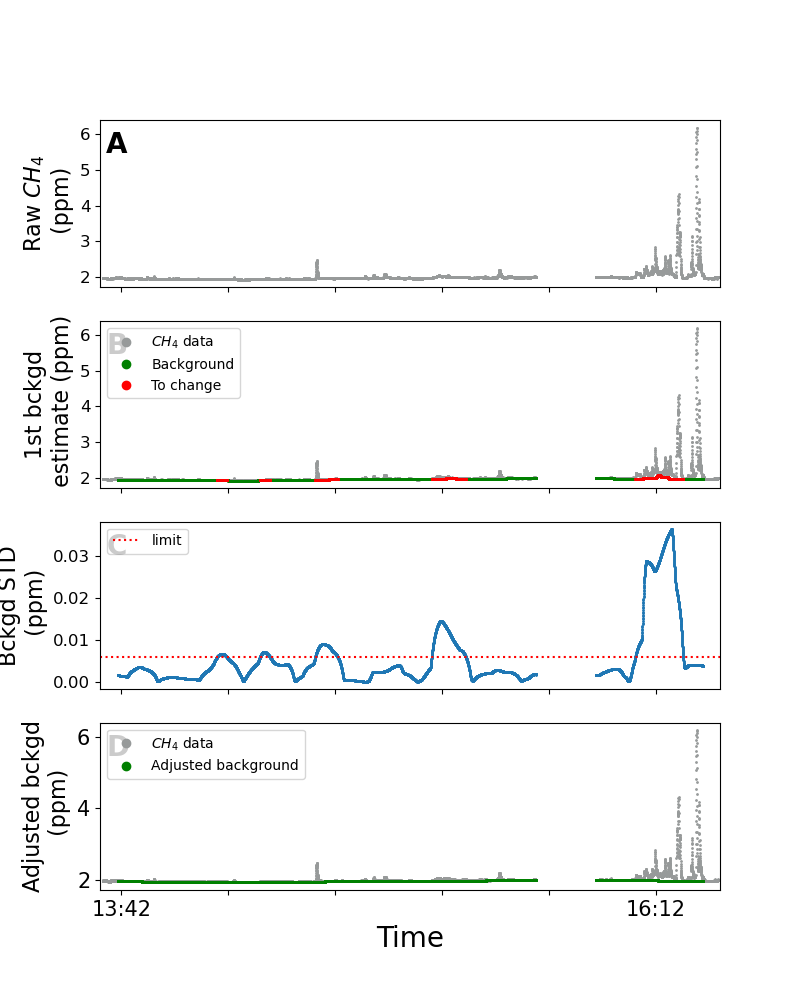 A
Raw CH4
(ppm)
6
5
4
3
2
B
1st bckgd
estimate (ppm)
6
5
4
3
2
CH4 data
Background
To change
C
Bckgd STD
(ppm)
0.03
0.02
0.01
0.00
limit
D
Adjusted bckgd
(ppm)
6
4
2
CH4 data
Adjusted background
13:42
16:12
Time